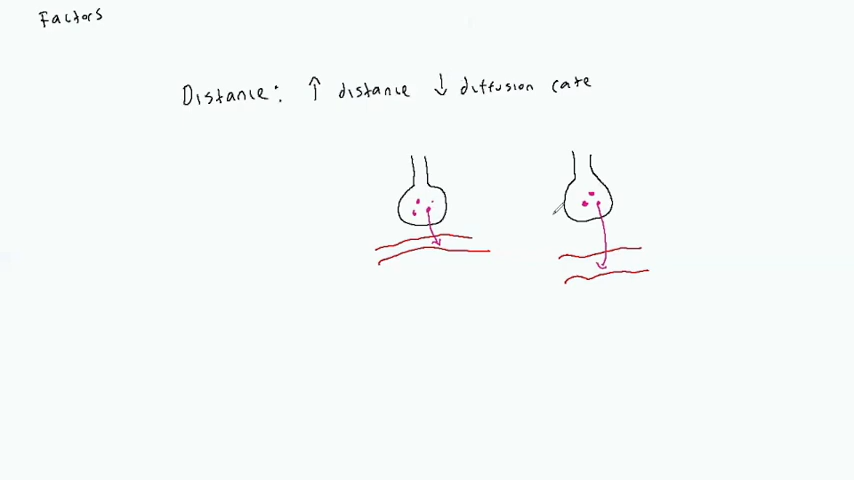 Factors
Distance: ↑ distance ↓ diffusion rate